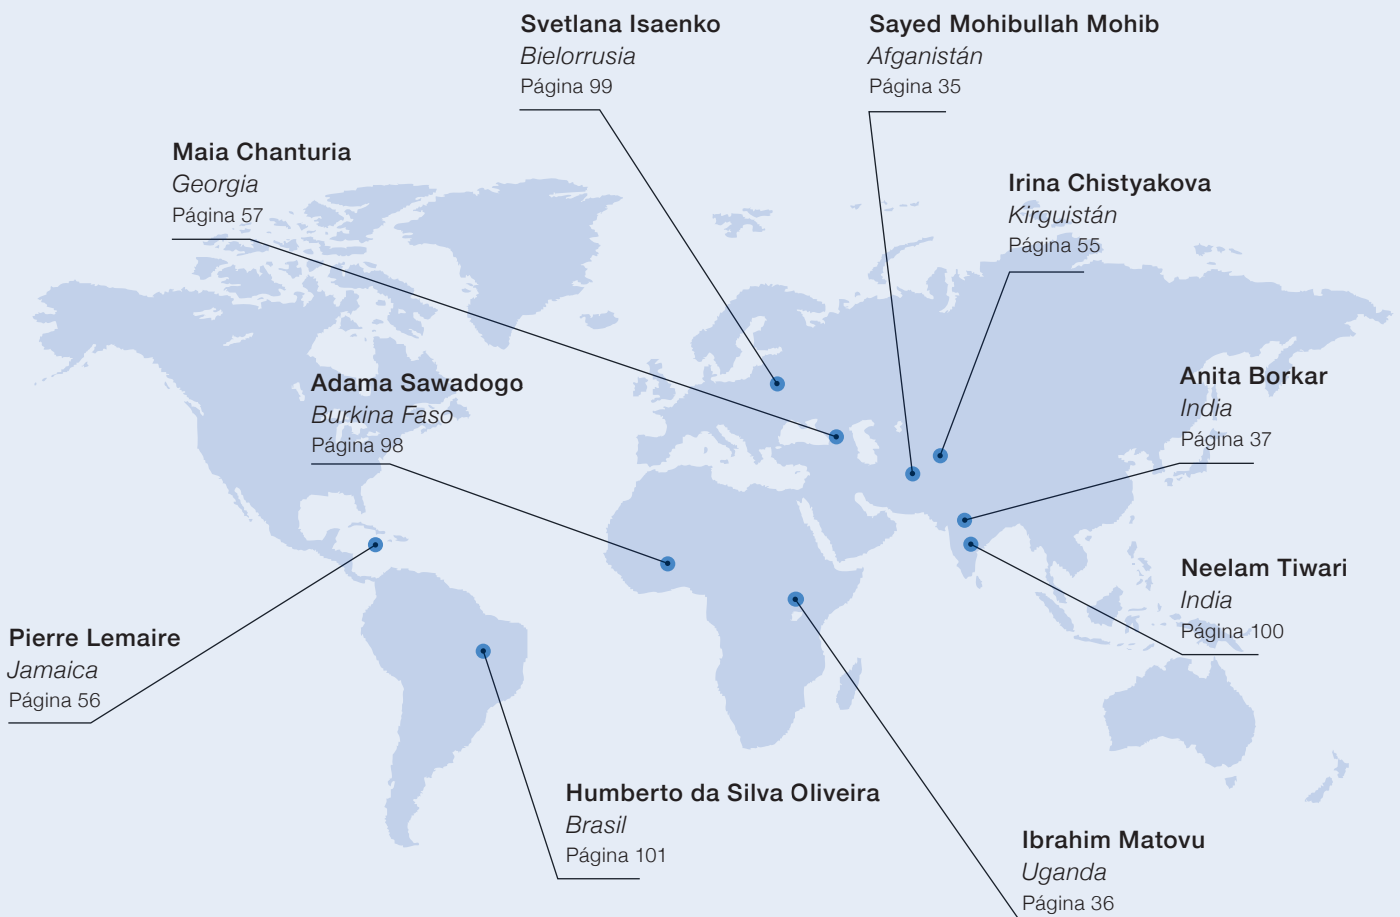 Svetlana Isaenko
Bielorrusia
Página 99
Sayed Mohibullah Mohib
Afganistán
Página 35
Maia Chanturia
Georgia
Página 57
Irina Chistyakova
Kirguistán
Página 55
Adama Sawadogo
Burkina Faso
Página 98
Anita Borkar
India
Página 37
Neelam Tiwari
India
Página 100
Pierre Lemaire
Jamaica
Página 56
Humberto da Silva Oliveira
Brasil
Página 101
Ibrahim Matovu
Uganda
Página 36